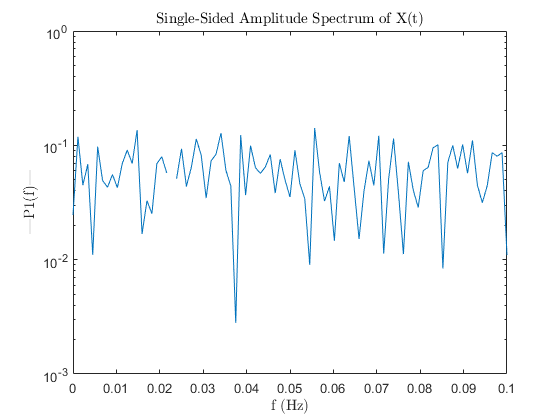 Single-Sided Amplitude Spectrum of X(t)
10^0
10^-1
10^-2
10^-3
—P1(f)—
0 0.01 0.02 0.03 0.04 0.05 0.06 0.07 0.08 0.09 0.1
f (Hz)